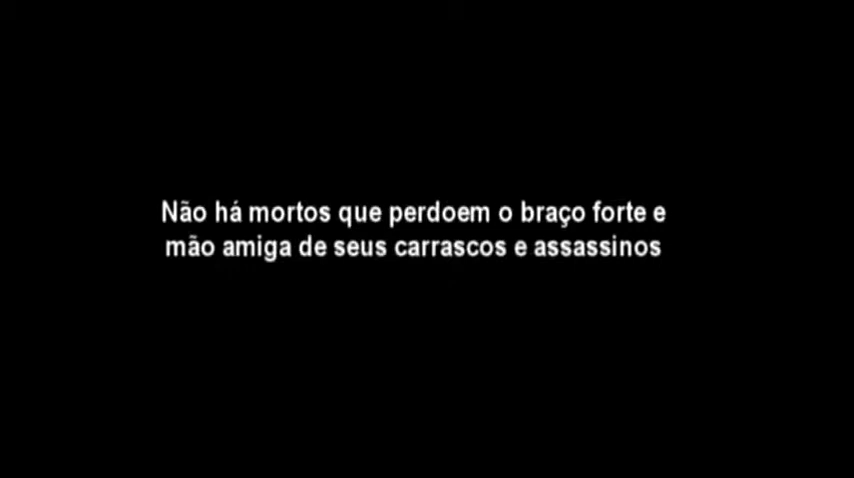 Não há mortos que perdoem o braço forte e
mão amiga de seus carrascos e assassinos